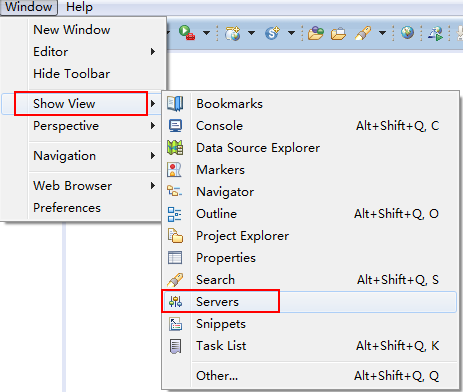 Window Help
New Window
Editor
Hide Toolbar
Show View
Perspective
Navigation
Web Browser
Preferences
Bookmarks
Console Alt+Shift+Q, C
Data Source Explorer
Markers
Navigator
Outline Alt+Shift+Q, O
Project Explorer
Properties
Search Alt+Shift+Q, S
Servers
Snippets
Task List Alt+Shift+Q, K
Other... Alt+Shift+Q, Q